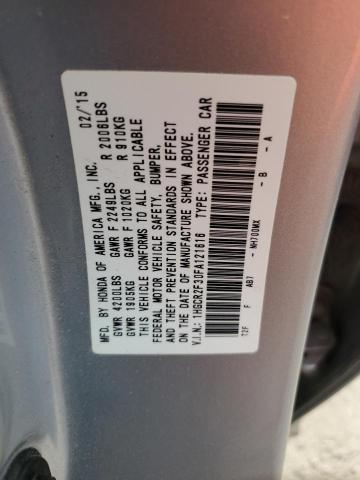 MFD. BY HONDA OF AMERICA MFG., INC. 02/'15
GVWR 4200LBS GAWR F 2249LBS R 2006LBS
GVWR 1905KG GAWR F 1020KG R 910KG
THIS VEHICLE CONFORMS TO ALL APPLICABLE
FEDERAL MOTOR VEHICLE SAFETY, BUMPER,
AND THEFT PREVENTION STANDARDS IN EFFECT
ON THE DATE OF MANUFACTURE SHOWN ABOVE.
V.I.N.: 1HGCR2F30FA121616 TYPE: PASSENGER CAR
T2F F AB7 - NH700MX - B - A